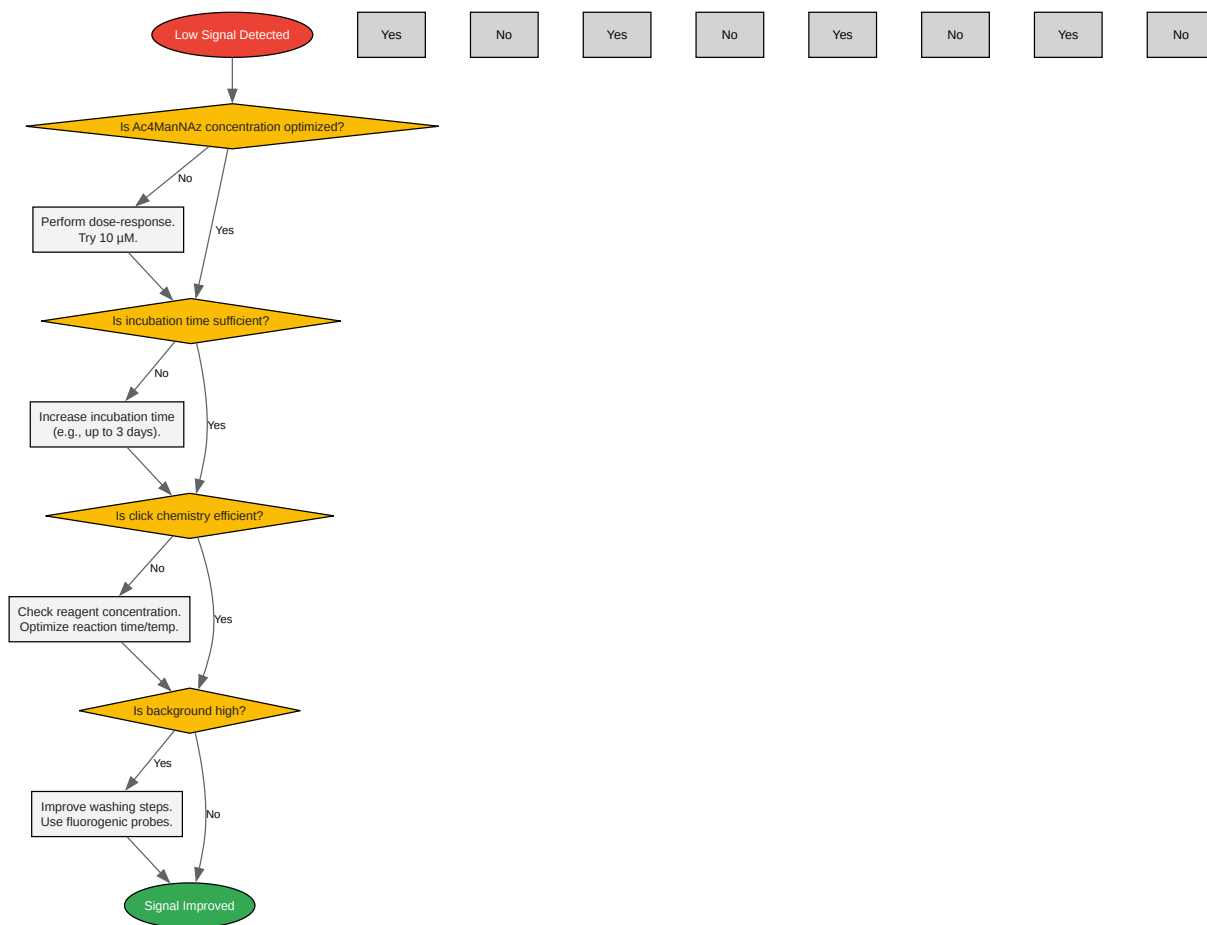 Low Signal Detected
Yes
No
Yes
No
Yes
No
Yes
No
Is Ac4ManNAz concentration optimized?
No
Perform dose-response.
Try 10 µM.
Yes
Is incubation time sufficient?
No
Increase incubation time
(e.g., up to 3 days).
Yes
Is click chemistry efficient?
No
Check reagent concentration.
Optimize reaction time/temp.
Yes
Is background high?
Yes
Improve washing steps.
Use fluorogenic probes.
No
Signal Improved